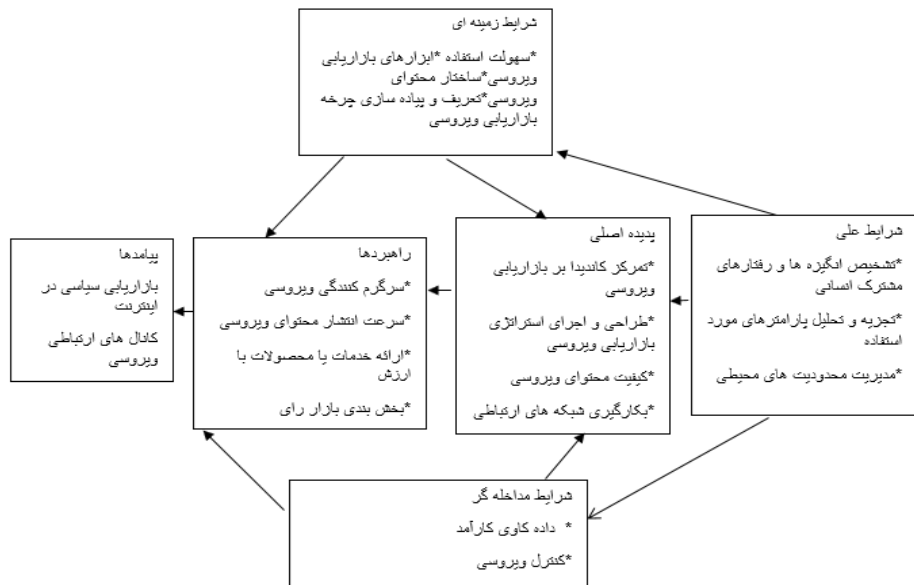 شرایط زمینه ای
*سهولت استفاده *ابزارهای بازاریابی
ویروسی*ساختار محتوای
ویروسی*تعریف و پیاده سازی چرخه
بازاریابی ویروسی
شرایط علی
*تشخیص انگیزه ها و رفتارهای
مشترک انسانی
*تجزیه و تحلیل پارامترهای مورد
استفاده
*مدیریت محدودیت های محیطی
پدیده اصلی
*تمرکز کاندیدا بر بازاریابی
ویروسی
*طراحی و اجرای استراتژی
بازاریابی ویروسی
*کیفیت محتوای ویروسی
*بکارگیری شبکه های ارتباطی
راهبردها
*سرگرم کنندگی ویروسی
*سرعت انتشار محتوای ویروسی
*ارائه خدمات یا محصولات با
ارزش
*بخش بندی بازار رای
پیامدها
بازاریابی سیاسی در
اینترنت
کانال های ارتباطی
ویروسی
شرایط مداخله گر
* داده کاوی کارآمد
*کنترل ویروسی